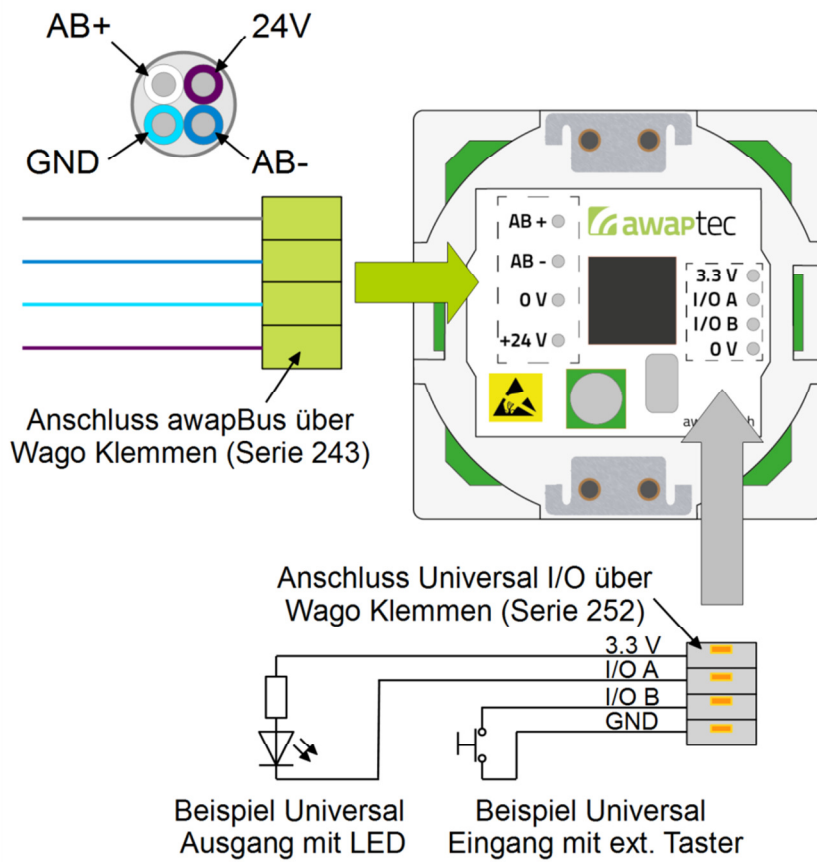 AB+
24V
GND
AB-
AB +
AB -
0 V
+24 V
awaptec
3.3 V
I/O A
I/O B
0 V
Anschluss awapBus über
Wago Klemmen (Serie 243)
Anschluss Universal I/O über
Wago Klemmen (Serie 252)
3.3 V
I/O A
I/O B
GND
Beispiel Universal
Ausgang mit LED
Beispiel Universal
Eingang mit ext. Taster